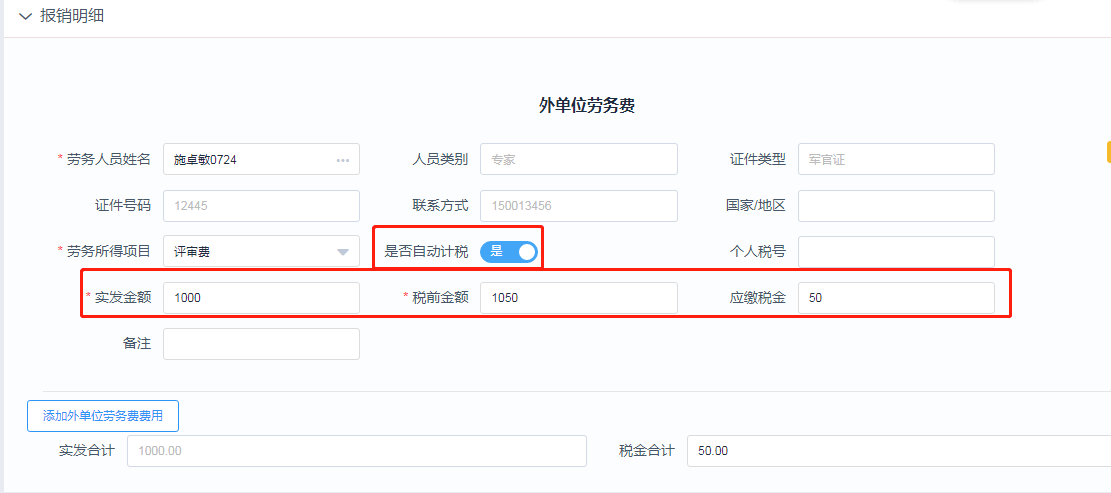 报销明细
外单位劳务费
* 劳务人员姓名 施卓敏0724 ··· 人员类别 专家 证件类型 军官证
证件号码 12445 联系方式 150013456 国家/地区
* 劳务所得项目 评审费 是否自动计税 是 个人税号
* 实发金额 1000 * 税前金额 1050 应缴税金 50
备注
添加外单位劳务费费用
实发合计 1000.00 税金合计 50.00